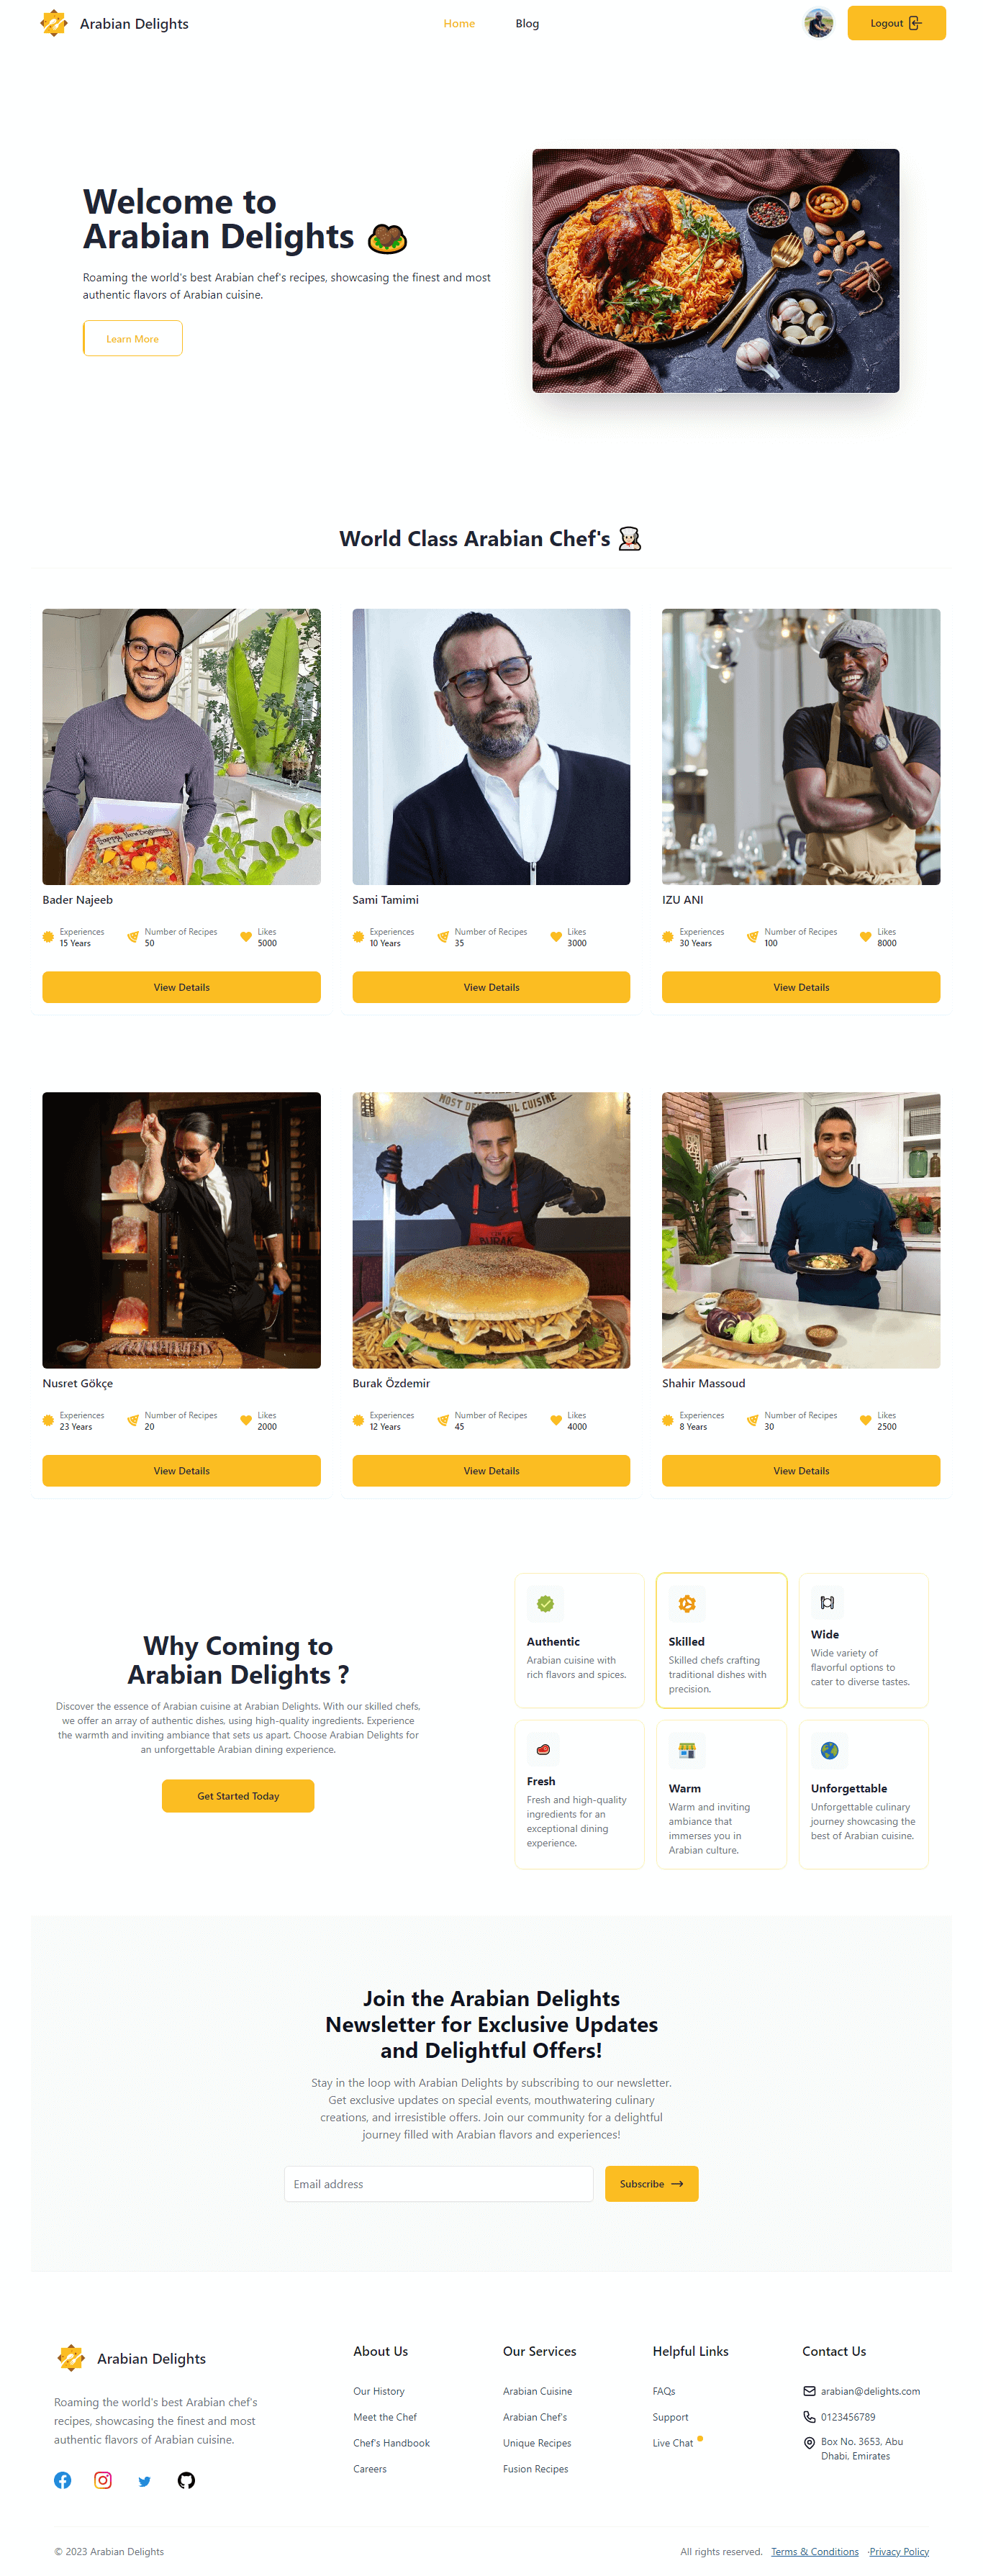 Arabian Delights
Home
Blog
Logout
Welcome to
Arabian Delights
Roaming the world's best Arabian chef's recipes, showcasing the finest and most
authentic flavors of Arabian cuisine.
Learn More
World Class Arabian Chef's
Bader Najeeb
Experiences
15 Years
Number of Recipes
50
Likes
5000
View Details
Sami Tamimi
Experiences
10 Years
Number of Recipes
35
Likes
3000
View Details
IZU ANI
Experiences
30 Years
Number of Recipes
100
Likes
8000
View Details
Nusret Gökçe
Experiences
23 Years
Number of Recipes
20
Likes
2000
View Details
BURAK
Burak Özdemir
Experiences
12 Years
Number of Recipes
45
Likes
4000
View Details
Shahir Massoud
Experiences
8 Years
Number of Recipes
30
Likes
2500
View Details
Why Coming to
Arabian Delights ?
Discover the essence of Arabian cuisine at Arabian Delights. With our skilled chefs,
we offer an array of authentic dishes, using high-quality ingredients. Experience
the warmth and inviting ambiance that sets us apart. Choose Arabian Delights for
an unforgettable Arabian dining experience.
Get Started Today
Authentic
Arabian cuisine with
rich flavors and spices.
Skilled
Skilled chefs crafting
traditional dishes with
precision.
Wide
Wide variety of
flavorful options to
cater to diverse tastes.
Fresh
Fresh and high-quality
ingredients for an
exceptional dining
experience.
Warm
Warm and inviting
ambiance that
immerses you in
Arabian culture.
Unforgettable
Unforgettable culinary
journey showcasing the
best of Arabian cuisine.
Join the Arabian Delights
Newsletter for Exclusive Updates
and Delightful Offers!
Stay in the loop with Arabian Delights by subscribing to our newsletter.
Get exclusive updates on special events, mouthwatering culinary
creations, and irresistible offers. Join our community for a delightful
journey filled with Arabian flavors and experiences!
Email address
Subscribe
Arabian Delights
Roaming the world's best Arabian chef's
recipes, showcasing the finest and most
authentic flavors of Arabian cuisine.
About Us
Our History
Meet the Chef
Chef's Handbook
Careers
Our Services
Arabian Cuisine
Arabian Chef's
Unique Recipes
Fusion Recipes
Helpful Links
FAQs
Support
Live Chat
Contact Us
arabian@delights.com
0123456789
Box No. 3653, Abu
Dhabi, Emirates
© 2023 Arabian Delights
All rights reserved. Terms & Conditions · Privacy Policy